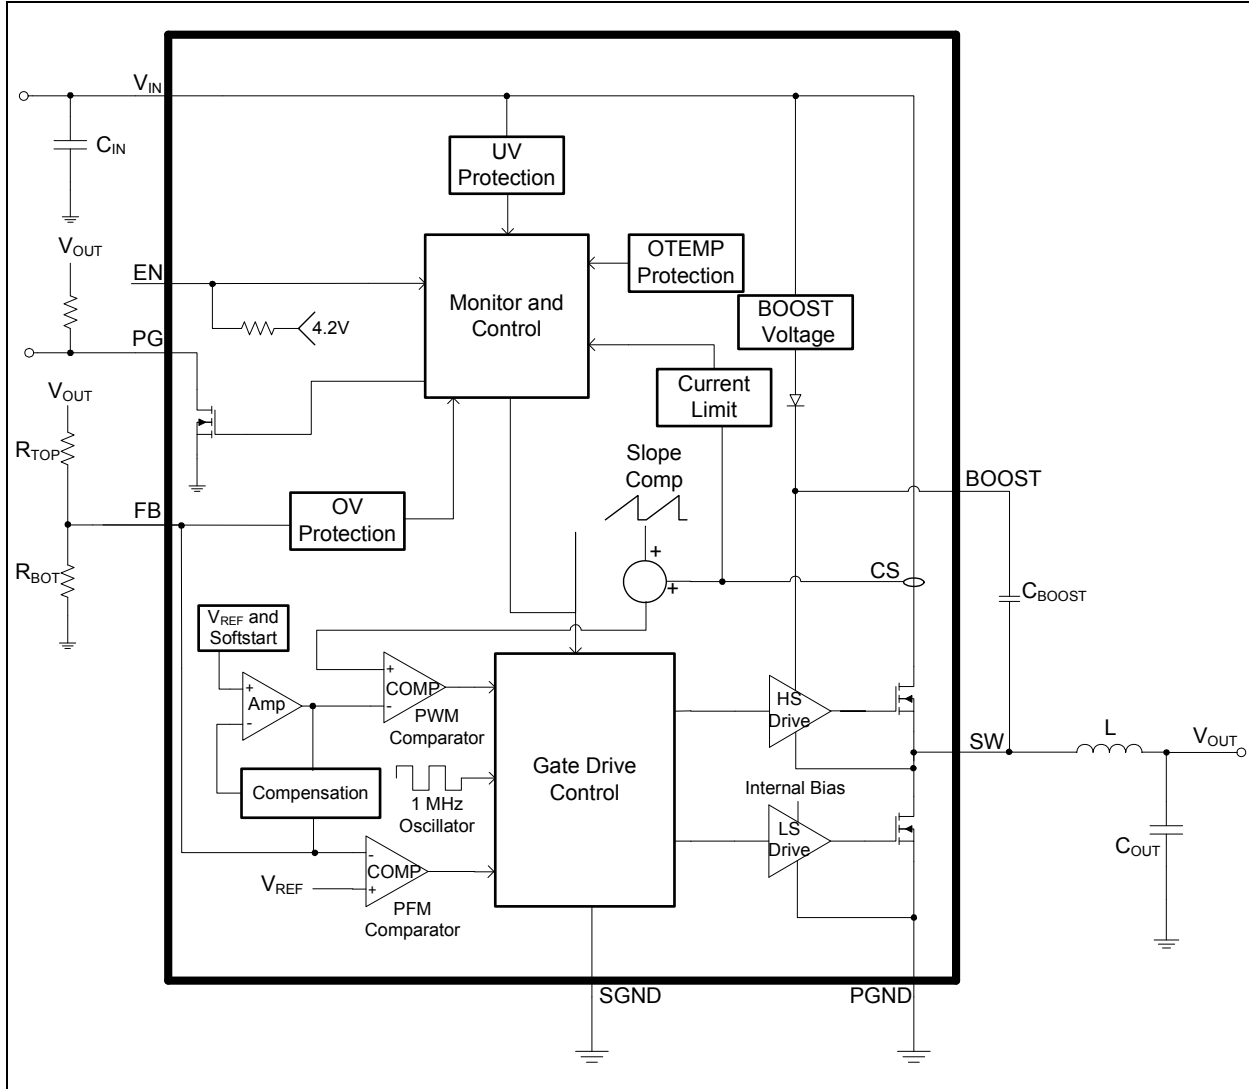 VIN
CIN
UV
Protection
VOUT
OTEMP
Protection
EN
Monitor and
Control
4.2V
BOOST
Voltage
PG
Current
Limit
VOUT
RTOP
Slope
Comp
BOOST
FB
OV
Protection
+
+
CS
RBOT
CBOOST
VREF and
Softstart
+
-
Amp
+
-
COMP
PWM
Comparator
HS
Drive
SW
L
VOUT
Compensation
1 MHz
Oscillator
Gate Drive
Control
Internal Bias
LS
Drive
COUT
-
+
COMP
VREF
PFM
Comparator
SGND
PGND